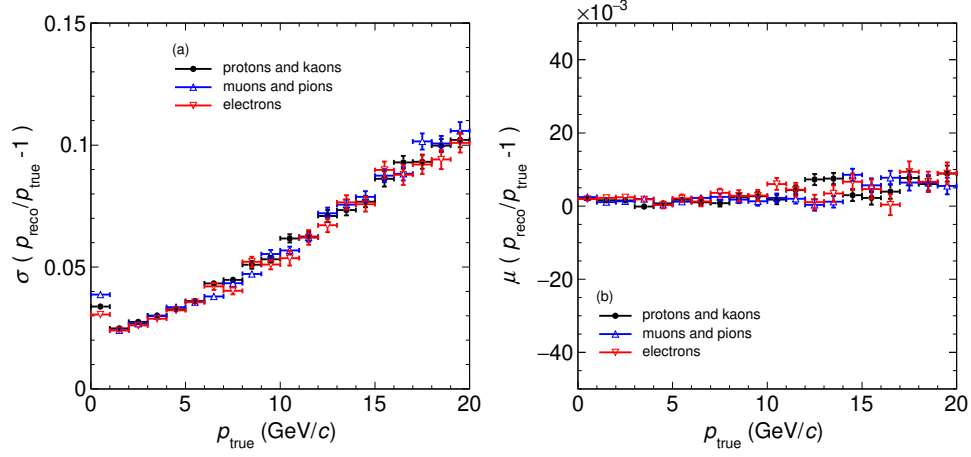 0.15
(a)
protons and kaons
muons and pions
electrons
0.1
0.05
0
σ ( p_reco/p_true -1)
0 5 10 15 20
p_true (GeV/c)
×10⁻³
40
20
0
−20
−40
μ ( p_reco/p_true -1)
(b)
protons and kaons
muons and pions
electrons
0 5 10 15 20
p_true (GeV/c)